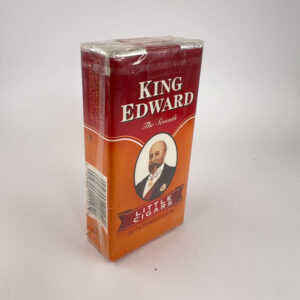 KING
EDWARD
The Seventh
LITTLE
CIGARS